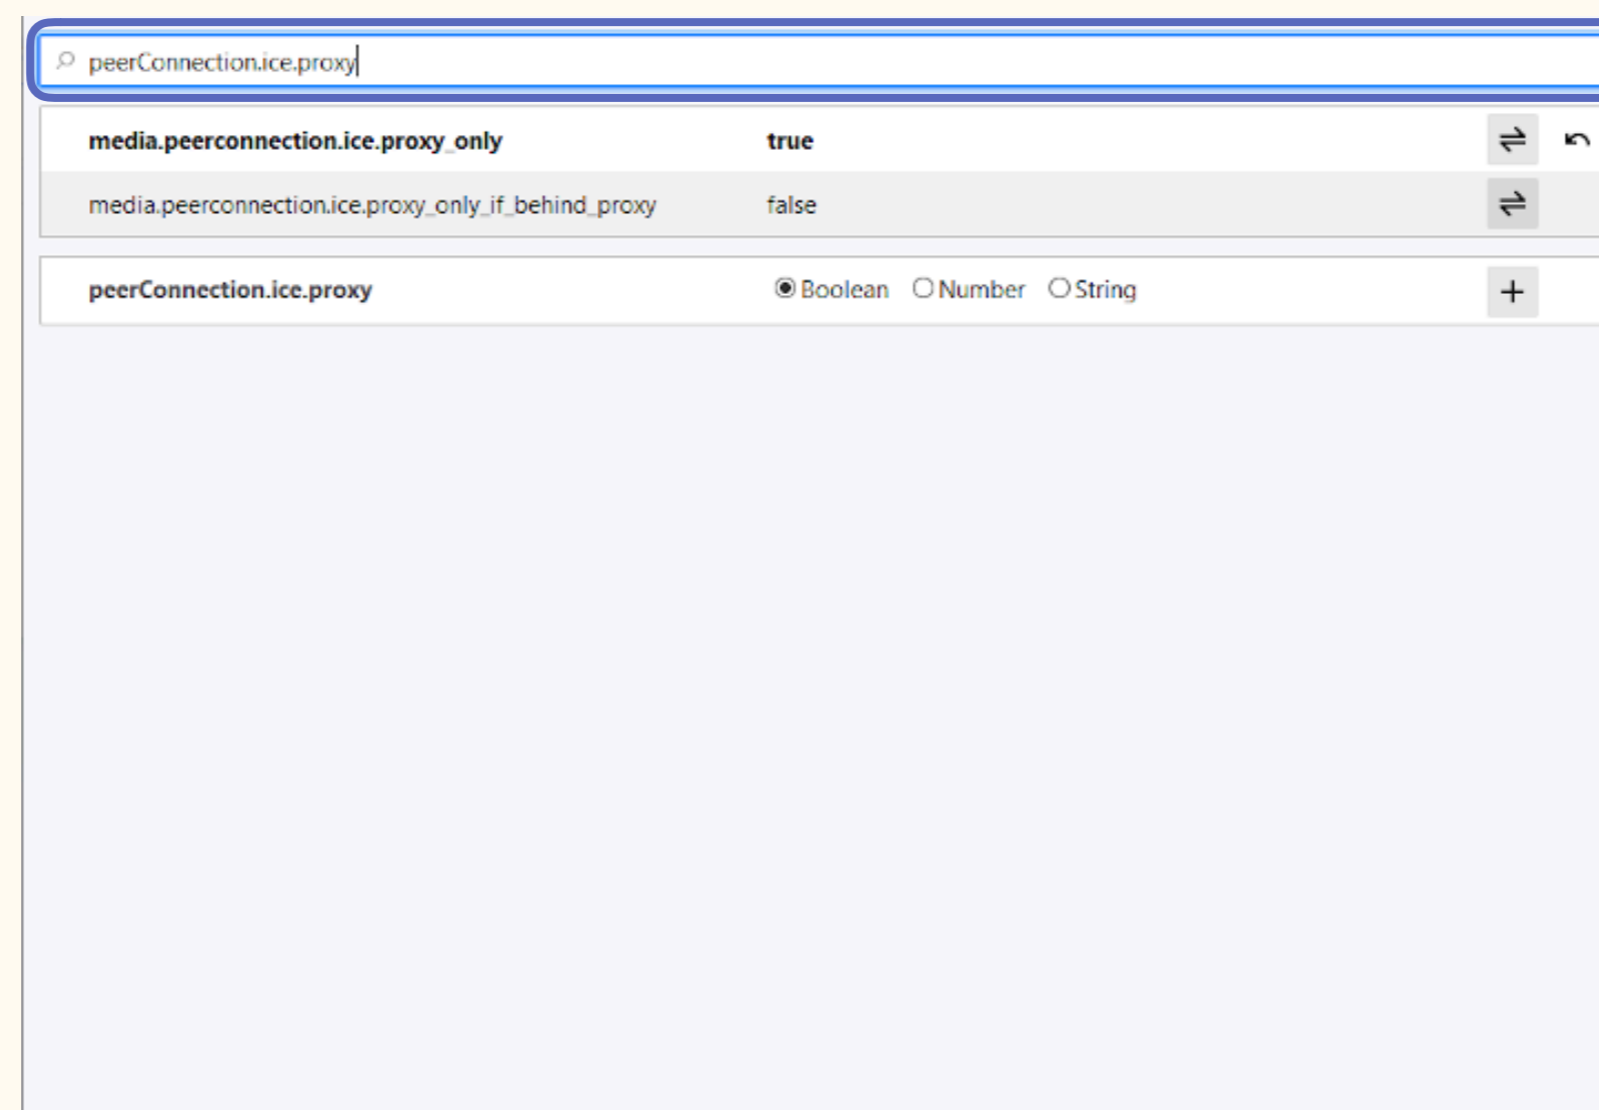 peerConnection.ice.proxy
media.peerconnection.ice.proxy_only true
media.peerconnection.ice.proxy_only_if_behind_proxy false
peerConnection.ice.proxy Boolean Number String